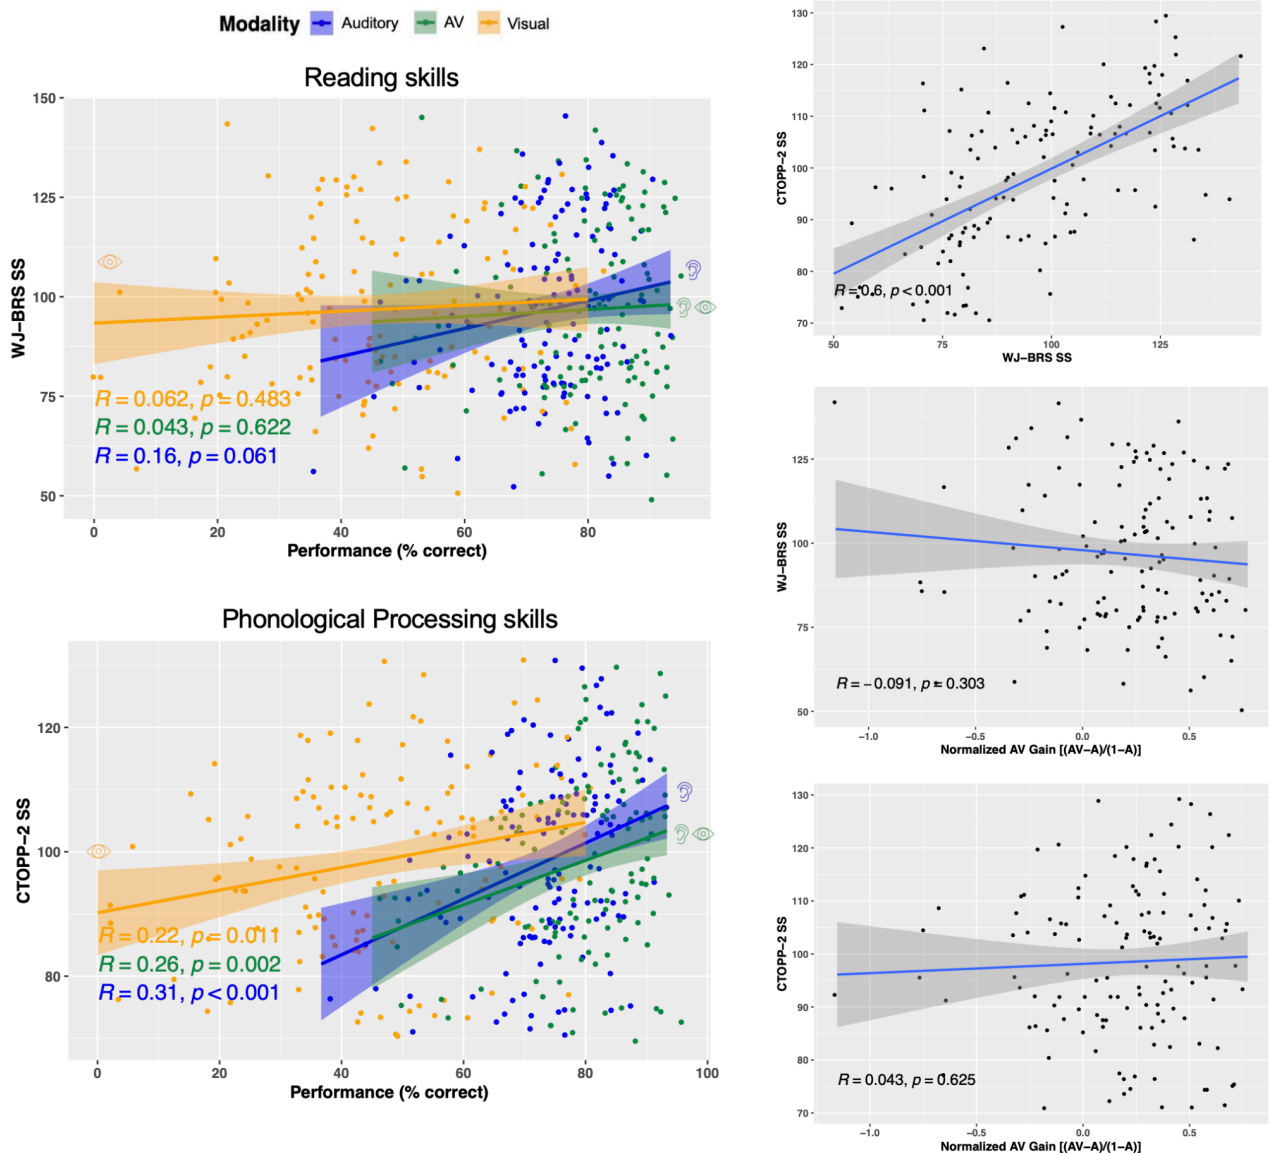 Modality Auditory AV Visual
Reading skills
150
125
100
75
50
WJ−BRS SS
R = 0.062, p = 0.483
R = 0.043, p = 0.622
R = 0.16, p = 0.061
0 20 40 60 80
Performance (% correct)
Phonological Processing skills
120
100
80
CTOPP−2 SS
R = 0.22, p = 0.011
R = 0.26, p = 0.002
R = 0.31, p < 0.001
0 20 40 60 80 100
Performance (% correct)
130
120
110
100
90
80
70
CTOPP−2 SS
R = 0.6, p < 0.001
50 75 100 125
WJ−BRS SS
125
100
75
50
WJ−BRS SS
R = −0.091, p = 0.303
−1.0 −0.5 0.0 0.5
Normalized AV Gain [(AV−A)/(1−A)]
130
120
110
100
90
80
70
CTOPP−2 SS
R = 0.043, p = 0.625
−1.0 −0.5 0.0 0.5
Normalized AV Gain [(AV−A)/(1−A)]